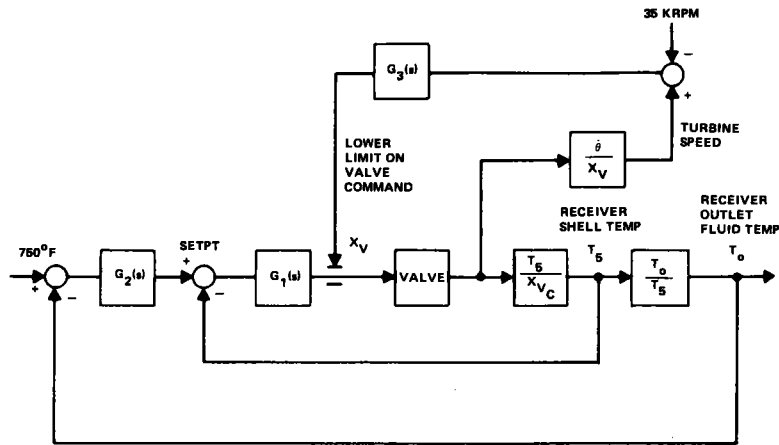 35 KRPM
−
G3(s)
+
TURBINE
SPEED
LOWER
LIMIT ON
VALVE
COMMAND
θ̇
XV
RECEIVER
SHELL TEMP
RECEIVER
OUTLET
FLUID TEMP
750°F
SETPT
XV
T5
To
+
−
G2(s)
+
−
G1(s)
VALVE
T5
XVC
To
T5